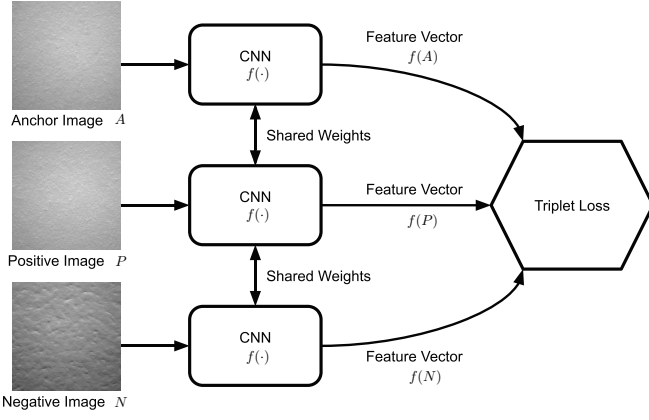 Feature Vector
f(A)
CNN
f(·)
Anchor Image A
Shared Weights
Feature Vector
f(P)
CNN
f(·)
Triplet Loss
Positive Image P
Shared Weights
CNN
f(·)
Feature Vector
f(N)
Negative Image N